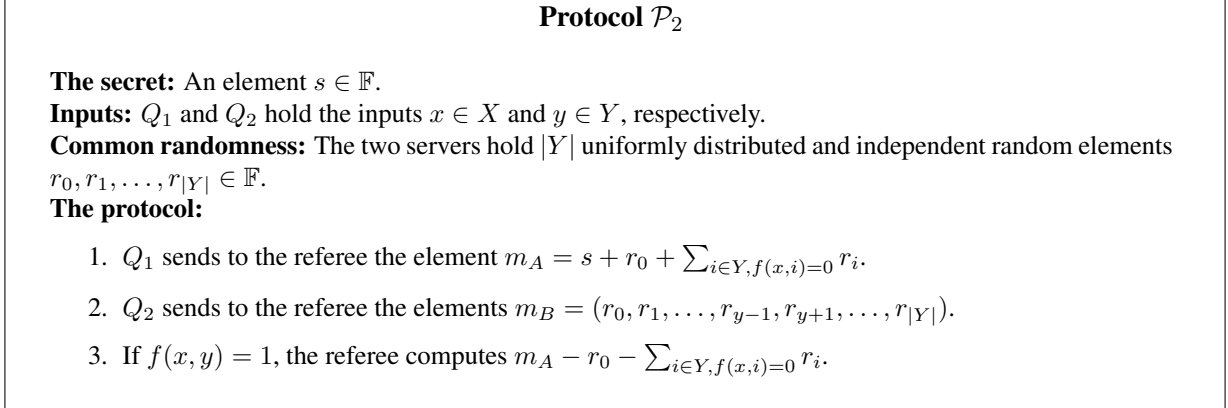 Protocol 𝒫₂
The secret: An element s ∈ 𝔽.
Inputs: Q₁ and Q₂ hold the inputs x ∈ X and y ∈ Y, respectively.
Common randomness: The two servers hold |Y| uniformly distributed and independent random elements
r₀, r₁, . . . , r_{|Y|} ∈ 𝔽.
The protocol:
1. Q₁ sends to the referee the element m_A = s + r₀ + ∑_{i∈Y,f(x,i)=0} r_i.
2. Q₂ sends to the referee the elements m_B = (r₀, r₁, . . . , r_{y−1}, r_{y+1}, . . . , r_{|Y|}).
3. If f(x, y) = 1, the referee computes m_A − r₀ − ∑_{i∈Y,f(x,i)=0} r_i.